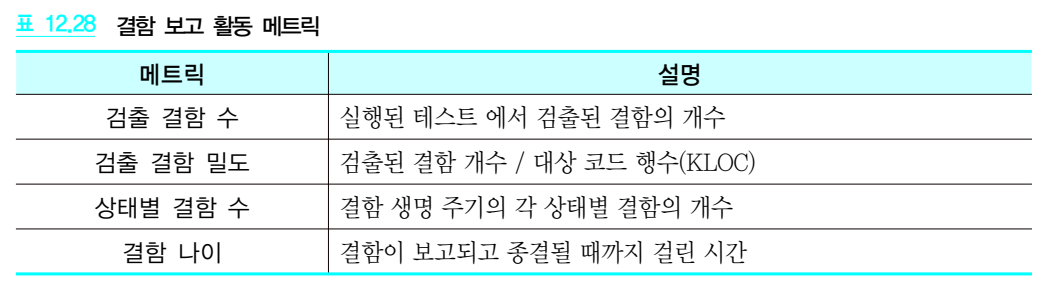 표 12.28 결함 보고 활동 메트릭
메트릭 설명
검출 결함 수 실행된 테스트 에서 검출된 결함의 개수
검출 결함 밀도 검출된 결함 개수 / 대상 코드 행수(KLOC)
상태별 결함 수 결함 생명 주기의 각 상태별 결함의 개수
결함 나이 결함이 보고되고 종결될 때까지 걸린 시간